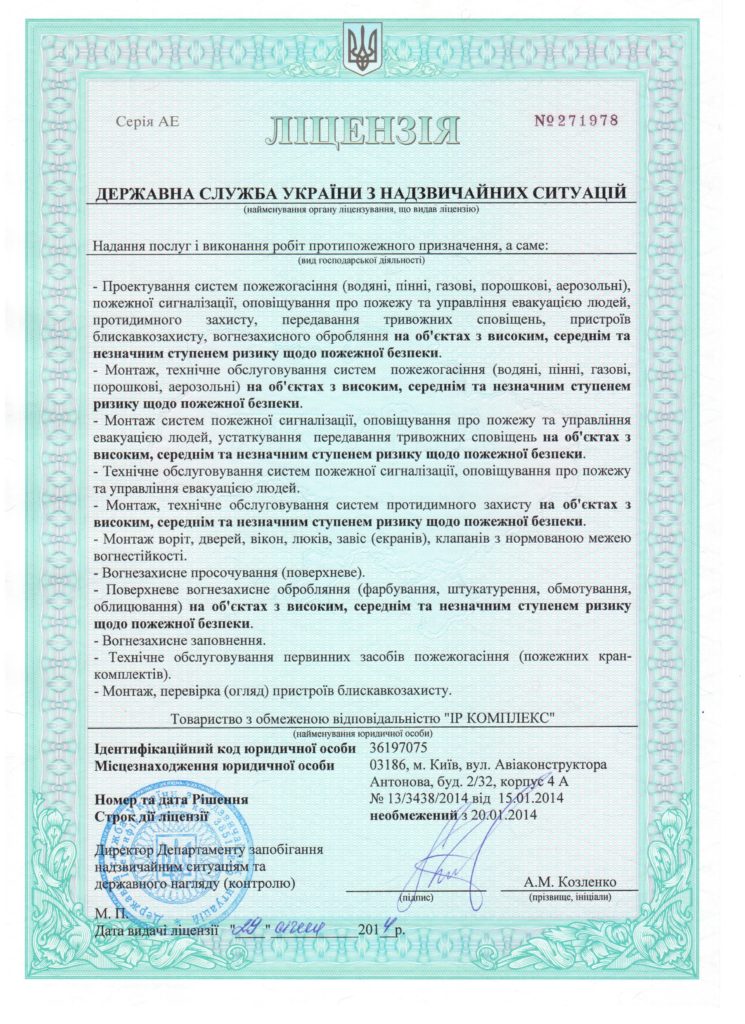 Серія АЕ
ЛІЦЕНЗІЯ
№271978
ДЕРЖАВНА СЛУЖБА УКРАЇНИ З НАДЗВИЧАЙНИХ СИТУАЦІЙ
(найменування органу ліцензування, що видав ліцензію)
Надання послуг і виконання робіт протипожежного призначення, а саме:
(вид господарської діяльності)
- Проектування систем пожежогасіння (водяні, пінні, газові, порошкові, аерозольні),
пожежної сигналізації, оповіщування про пожежу та управління евакуацією людей,
протидимного захисту, передавання тривожних сповіщень, пристроїв
блискавкозахисту, вогнезахисного обробляння на об'єктах з високим, середнім та
незначним ступенем ризику щодо пожежної безпеки.
- Монтаж, технічне обслуговування систем пожежогасіння (водяні, пінні, газові,
порошкові, аерозольні) на об'єктах з високим, середнім та незначним ступенем
ризику щодо пожежної безпеки.
- Монтаж систем пожежної сигналізації, оповіщування про пожежу та управління
евакуацією людей, устаткування передавання тривожних сповіщень на об'єктах з
високим, середнім та незначним ступенем ризику щодо пожежної безпеки.
- Технічне обслуговування систем пожежної сигналізації, оповіщування про пожежу
та управління евакуацією людей.
- Монтаж, технічне обслуговування систем протидимного захисту на об'єктах з
високим, середнім та незначним ступенем ризику щодо пожежної безпеки.
- Монтаж воріт, дверей, вікон, люків, завіс (екранів), клапанів з нормованою межею
вогнестійкості.
- Вогнезахисне просочування (поверхневе).
- Поверхневе вогнезахисне обробляння (фарбування, штукатурення, обмотування,
облицювання) на об'єктах з високим, середнім та незначним ступенем ризику
щодо пожежної безпеки.
- Вогнезахисне заповнення.
- Технічне обслуговування первинних засобів пожежогасіння (пожежних кран-
комплектів).
- Монтаж, перевірка (огляд) пристроїв блискавкозахисту.
Товариство з обмеженою відповідальністю "ІР КОМПЛЕКС"
(найменування юридичної особи)
Ідентифікаційний код юридичної особи 36197075
Місцезнаходження юридичної особи 03186, м. Київ, вул. Авіаконструктора
Антонова, буд. 2/32, корпус 4 А
Номер та дата Рішення № 13/3438/2014 від 15.01.2014
Строк дії ліцензії необмежений з 20.01.2014
Директор Департаменту запобігання
надзвичайним ситуаціям та
державного нагляду (контролю) А.М. Козленко
(підпис) (прізвище, ініціали)
М. П.
Дата видачі ліцензії "29" січня 2014р.